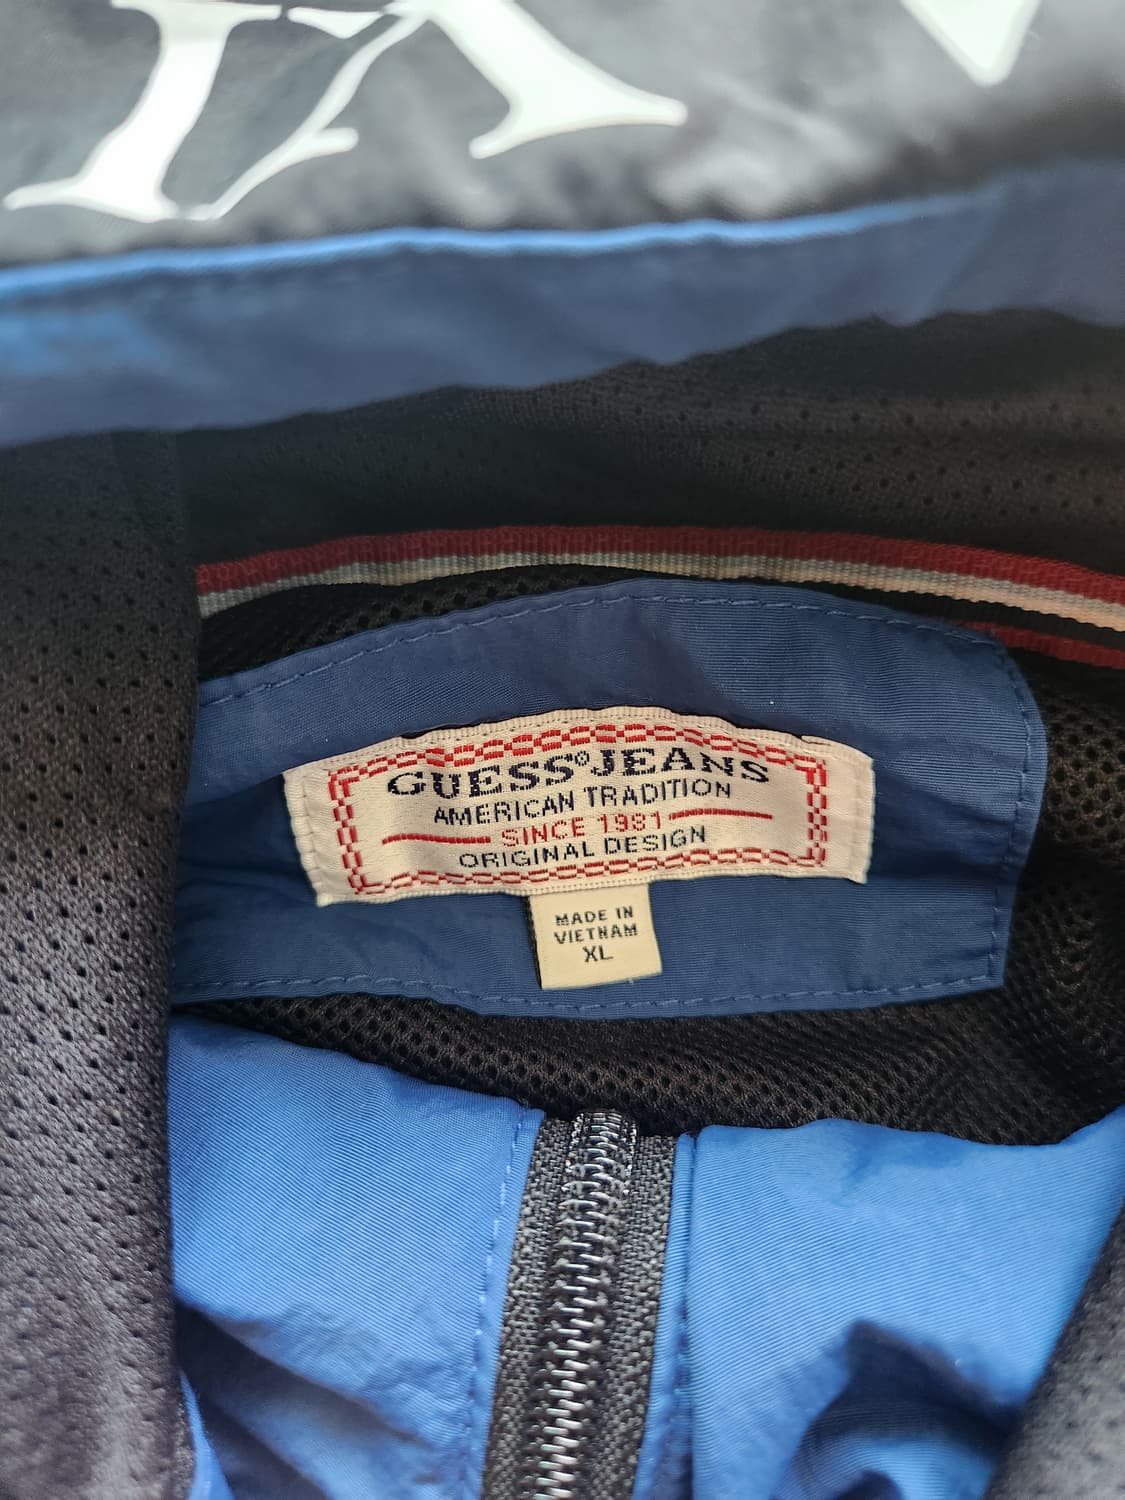 GUESS® JEANS
AMERICAN TRADITION
SINCE 1981
ORIGINAL DESIGN
MADE IN
VIETNAM
XL